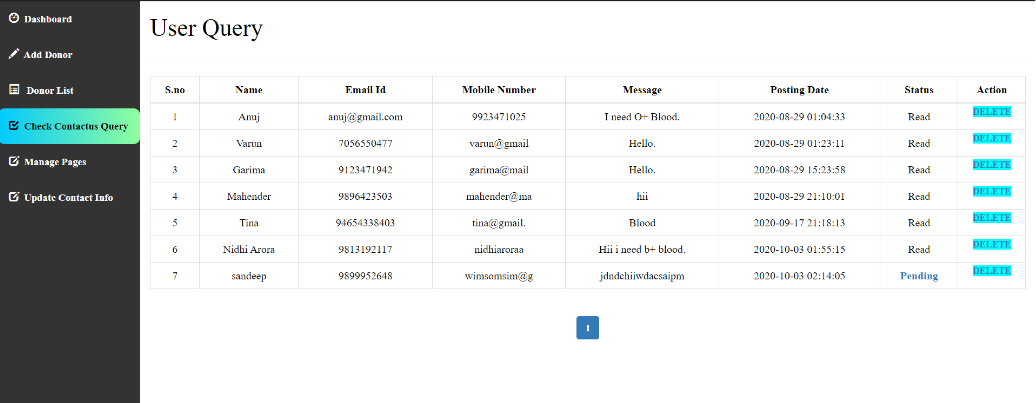 Dashboard
Add Donor
Donor List
Check Contactus Query
Manage Pages
Update Contact Info
User Query
S.no Name Email Id Mobile Number Message Posting Date Status Action
1 Anuj anuj@gmail.com 9923471025 I need O+ Blood. 2020-08-29 01:04:33 Read DELETE
2 Varun 7056550477 varun@gmail Hello. 2020-08-29 01:23:11 Read DELETE
3 Garima 9123471942 garima@mail Hello. 2020-08-29 15:23:58 Read DELETE
4 Mahender 9896423503 mahender@ma hii 2020-08-29 21:10:01 Read DELETE
5 Tina 94654338403 tina@gmail. Blood 2020-09-17 21:18:13 Read DELETE
6 Nidhi Arora 9813192117 nidhiaroraa Hii i need b+ blood. 2020-10-03 01:55:15 Read DELETE
7 sandeep 9899952648 wimsomsim@g jdndchiiwdacsaipm 2020-10-03 02:14:05 Pending DELETE
1